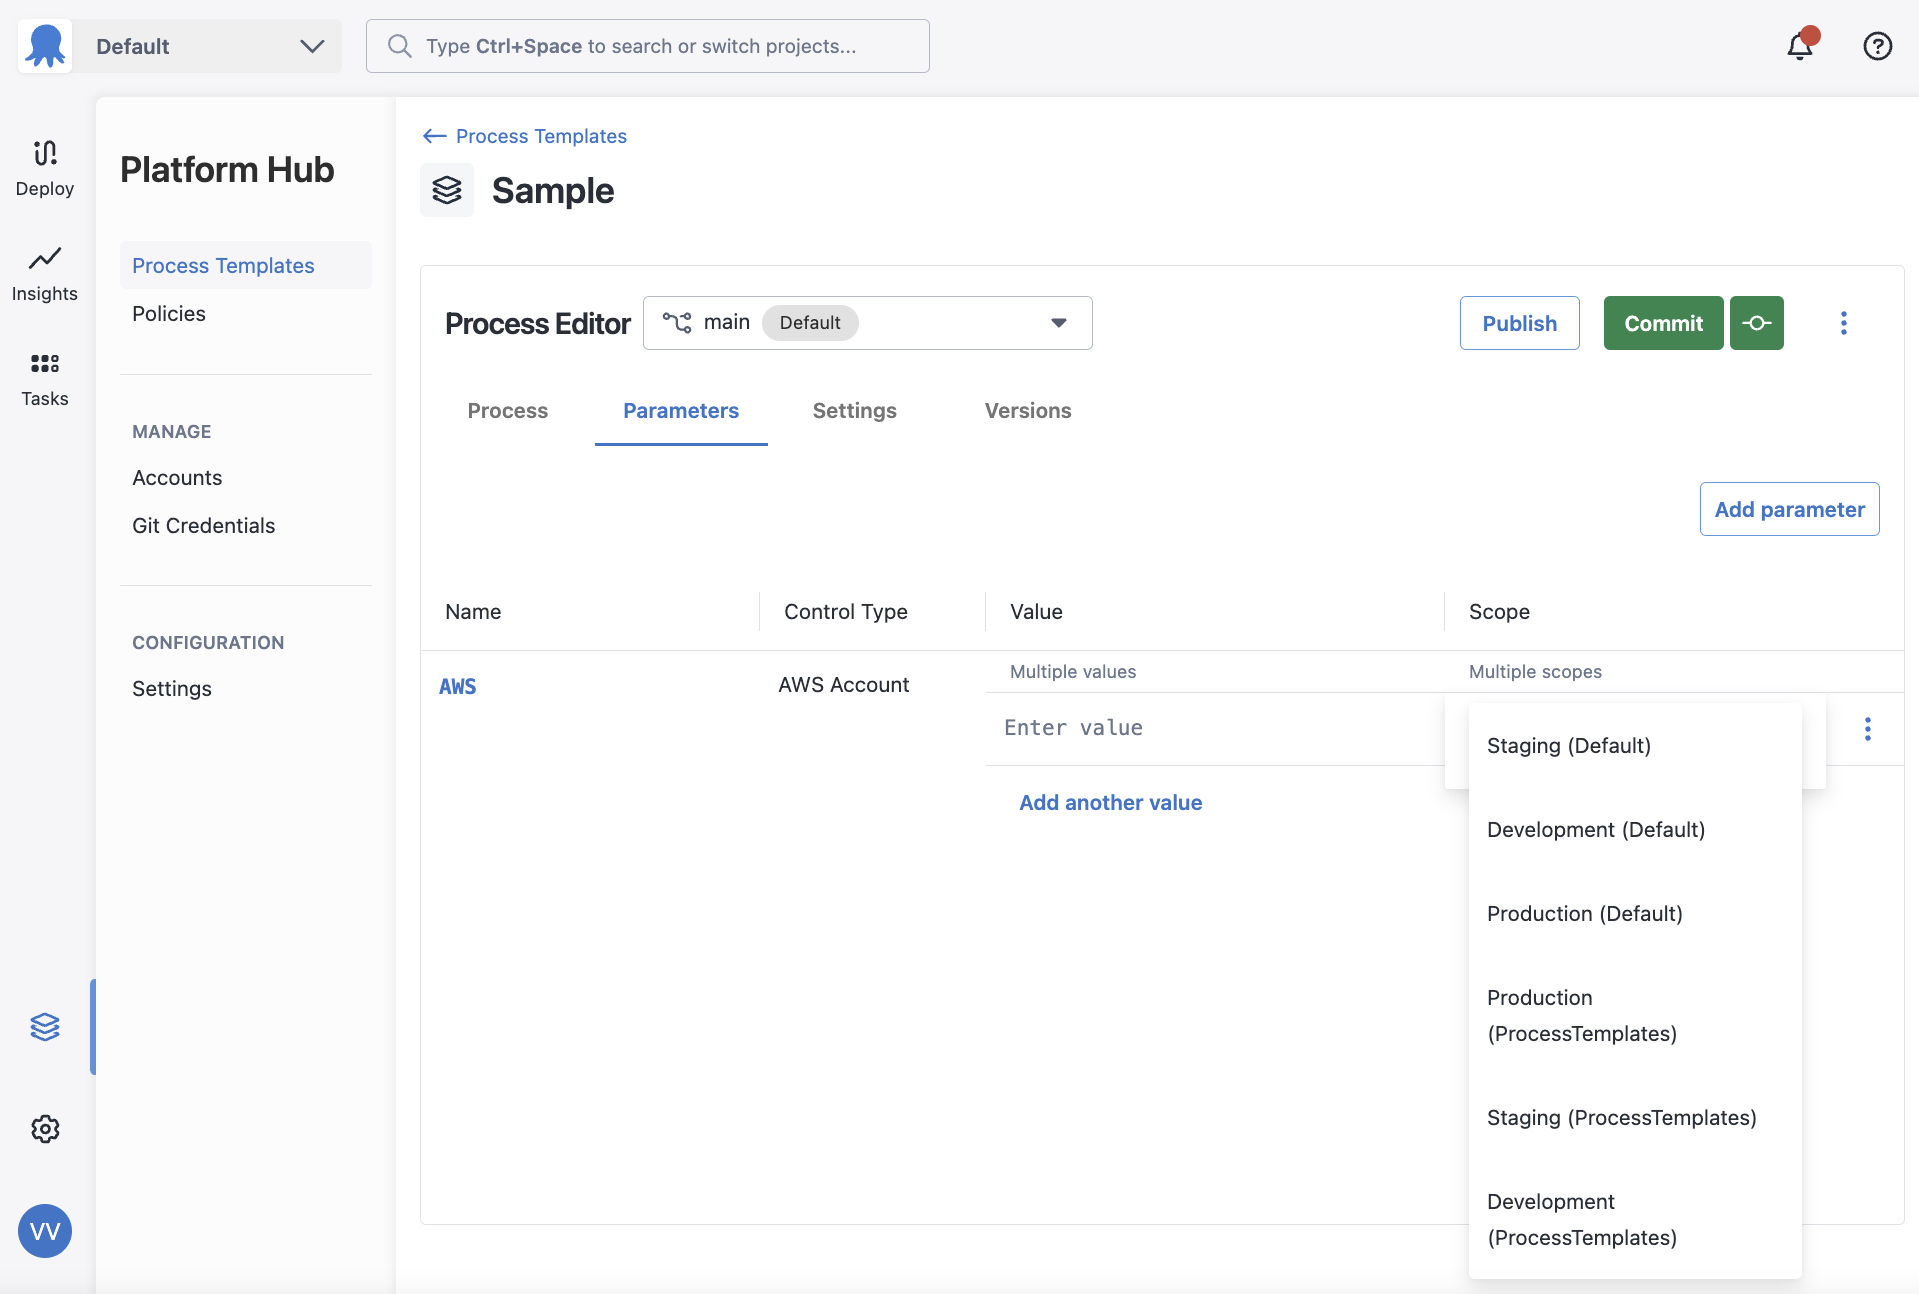 Default
Type Ctrl+Space to search or switch projects...
Deploy
Insights
Tasks
VV
Platform Hub
Process Templates
Policies
MANAGE
Accounts
Git Credentials
CONFIGURATION
Settings
Process Templates
Sample
Process Editor
main
Default
Publish
Commit
Process
Parameters
Settings
Versions
Add parameter
Name
Control Type
Value
Scope
AWS
AWS Account
Multiple values
Multiple scopes
Enter value
Add another value
Staging (Default)
Development (Default)
Production (Default)
Production
(ProcessTemplates)
Staging (ProcessTemplates)
Development
(ProcessTemplates)